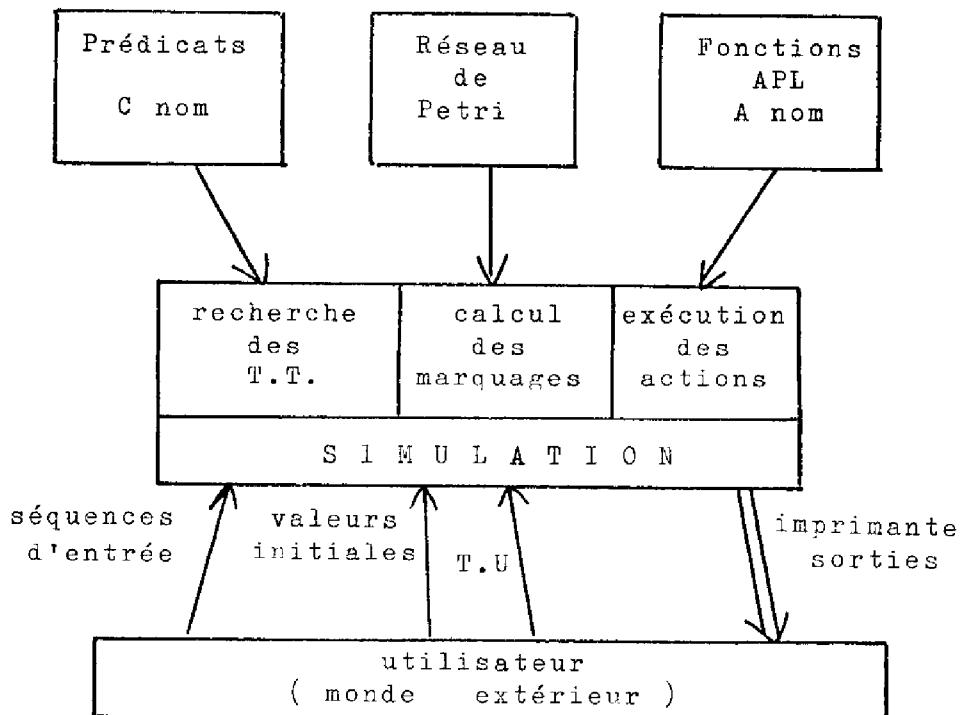 Prédicats
C nom
Réseau
de
Petri
Fonctions
APL
A nom
recherche
des
T.T.
calcul
des
marquages
exécution
des
actions
S 1 M U L A T I O N
séquences
d'entrée
valeurs
initiales
T.U
imprimante
sorties
utilisateur
( monde extérieur )